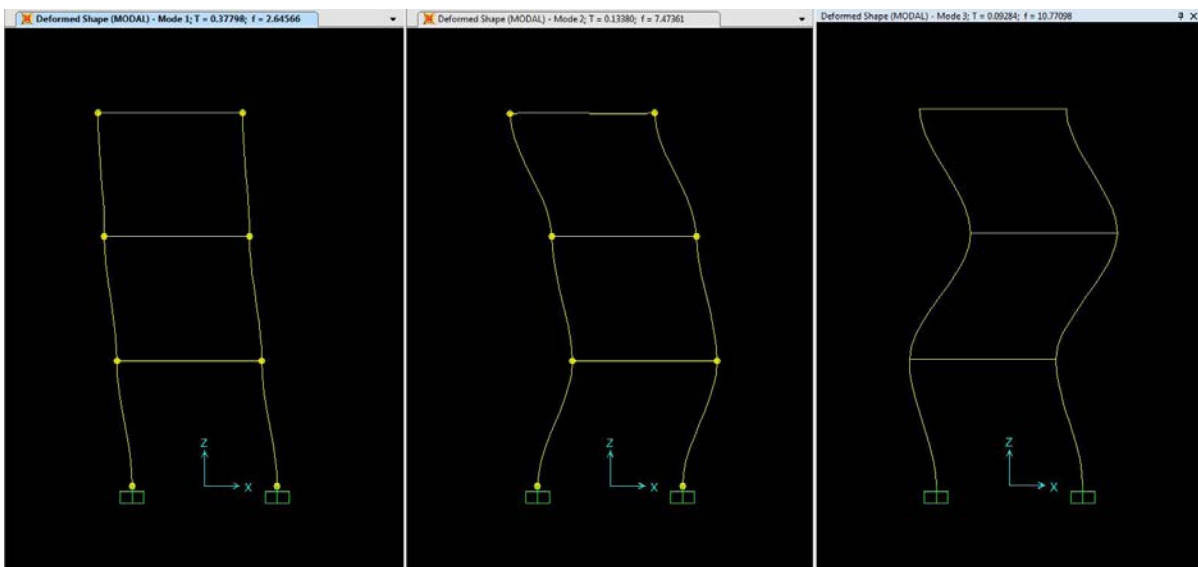 Deformed Shape (MODAL) - Mode 1; T = 0.37798; f = 2.64566
Deformed Shape (MODAL) - Mode 2; T = 0.13380; f = 7.47361
Deformed Shape (MODAL) - Mode 3; T = 0.09284; f = 10.77098
Z
X
Z
X
Z
X